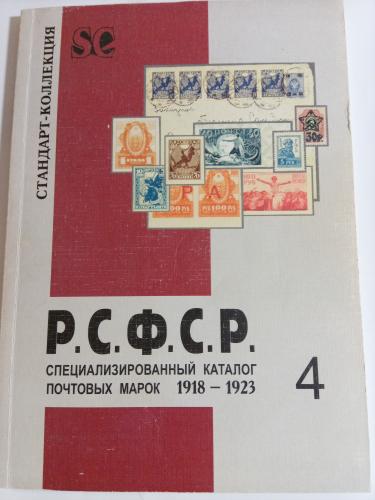 sc
СТАНДАРТ-КОЛЛЕКЦИЯ
Р.С.Ф.С.Р.
СПЕЦИАЛИЗИРОВАННЫЙ КАТАЛОГ
ПОЧТОВЫХ МАРОК 1918 – 1923
4